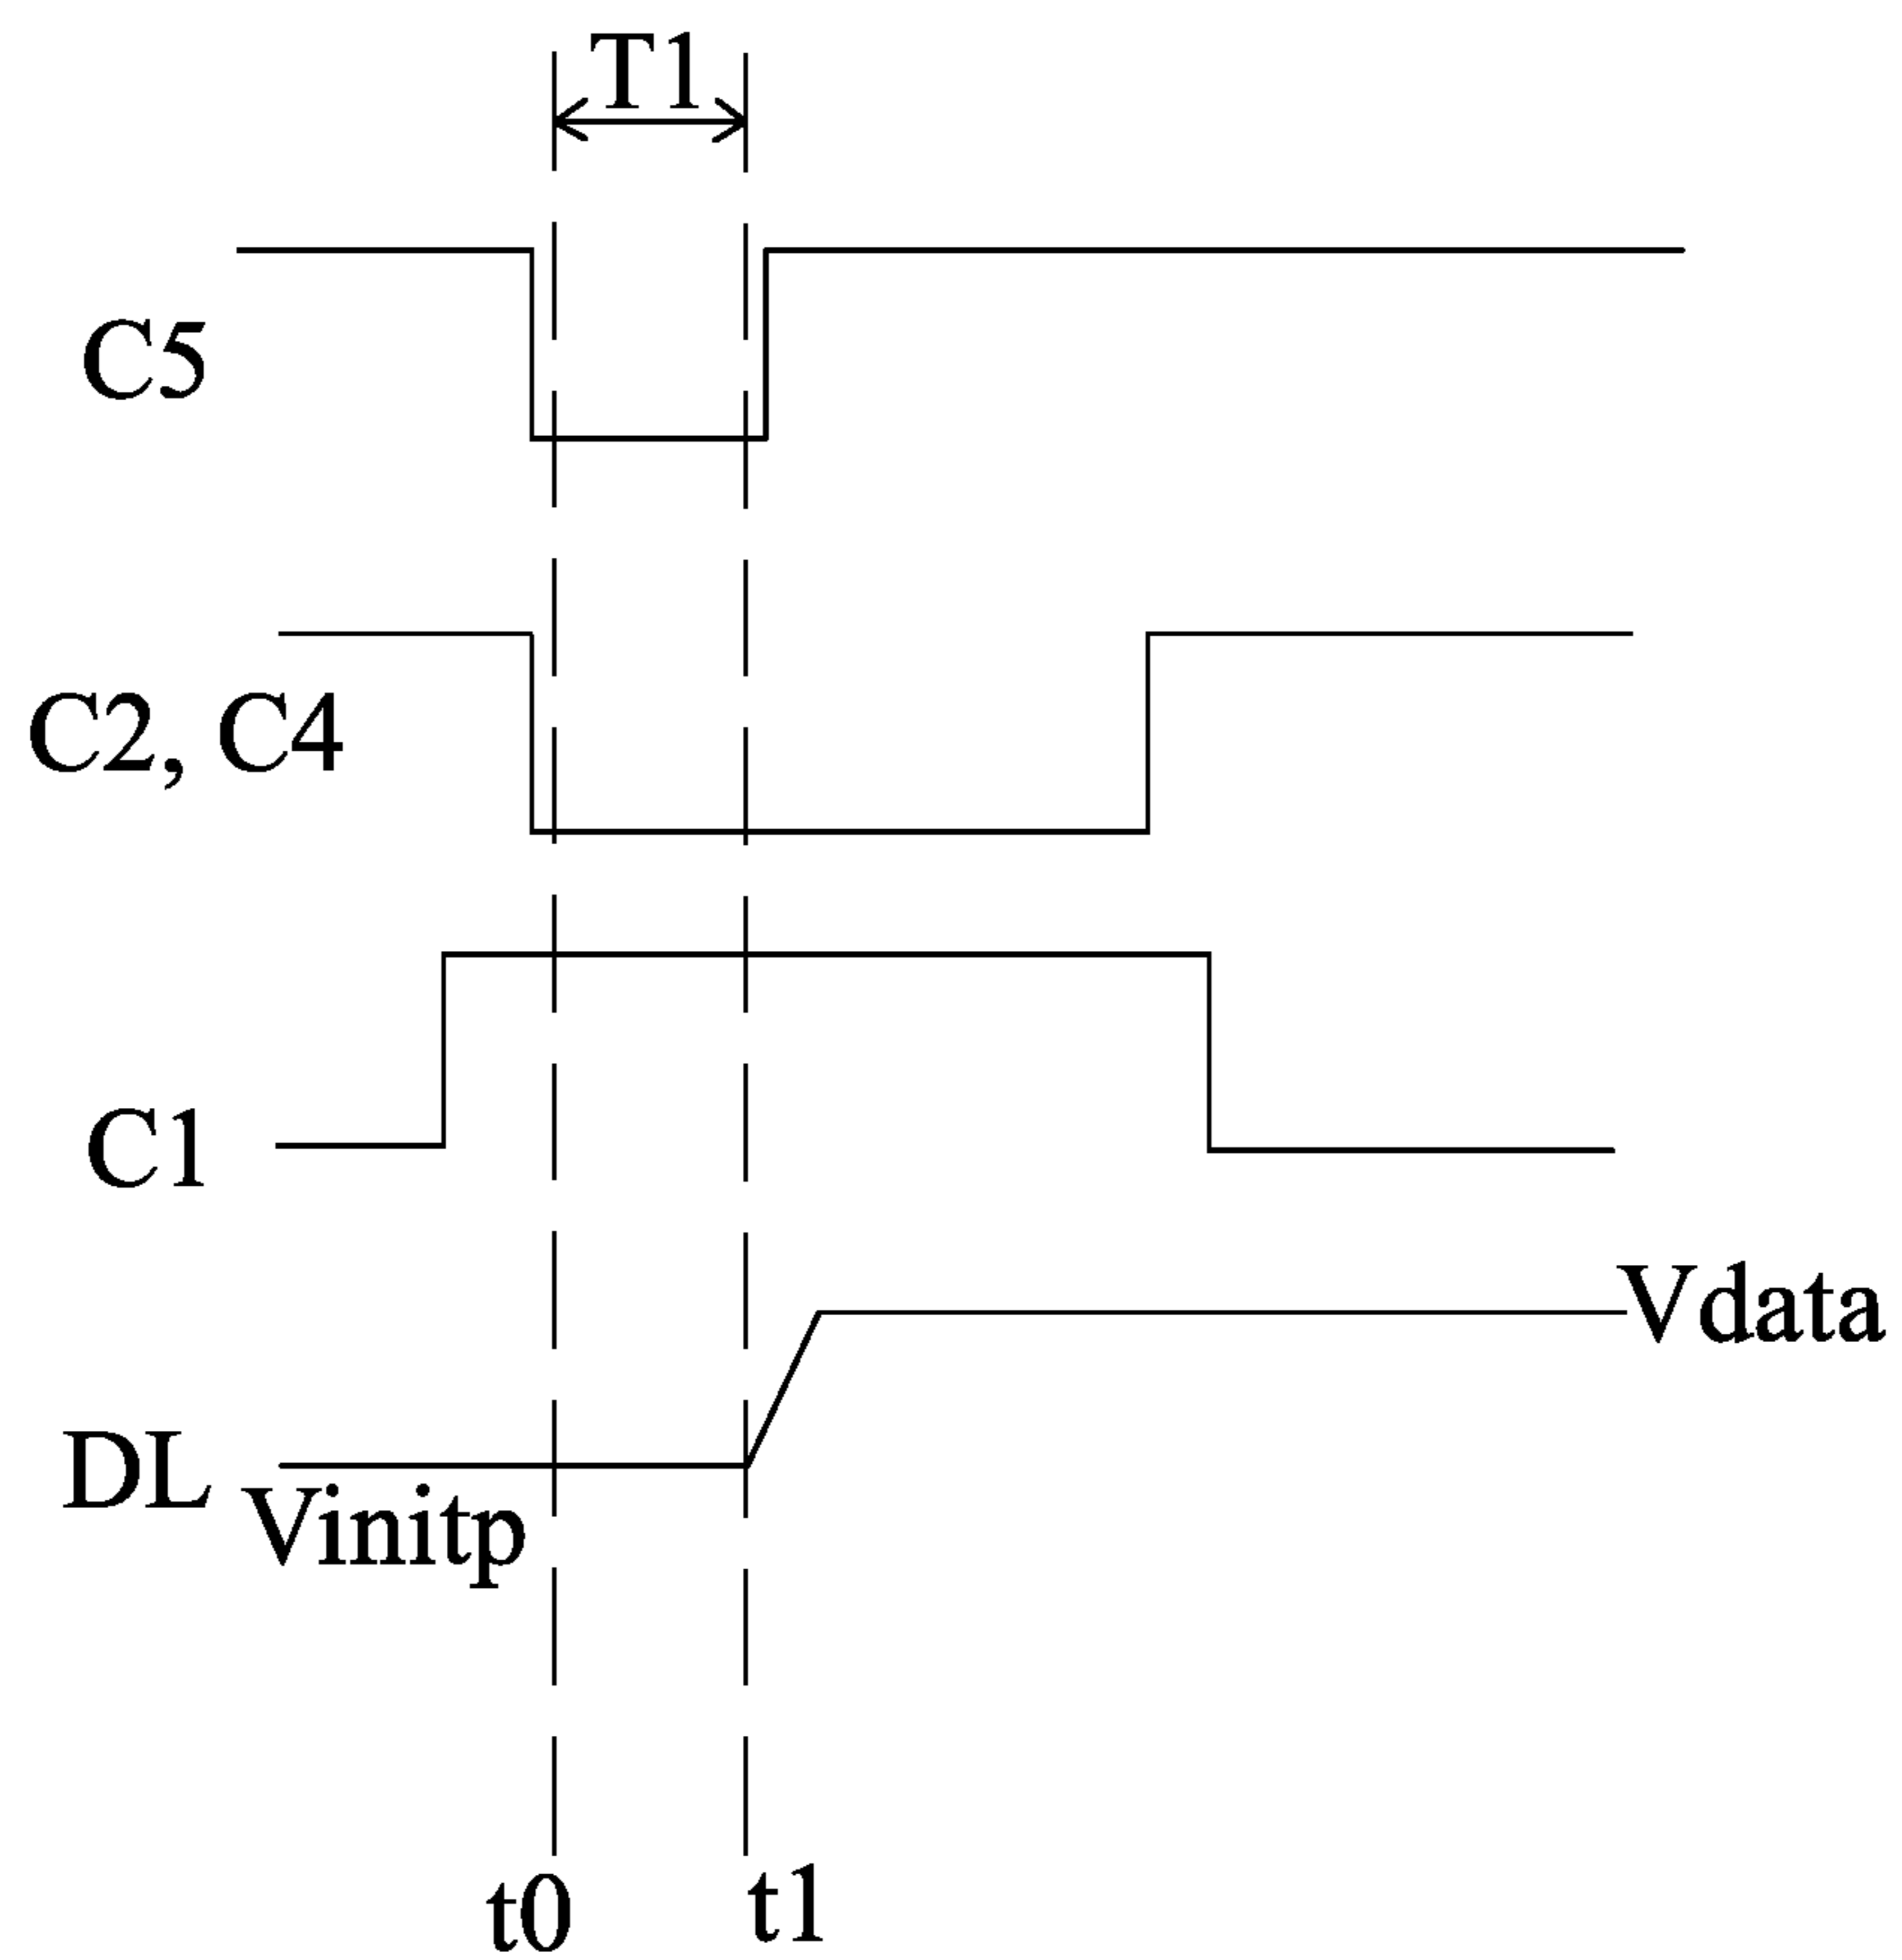 T1
C5
C2, C4
C1
Vdata
DL
Vinitp
t0
t1